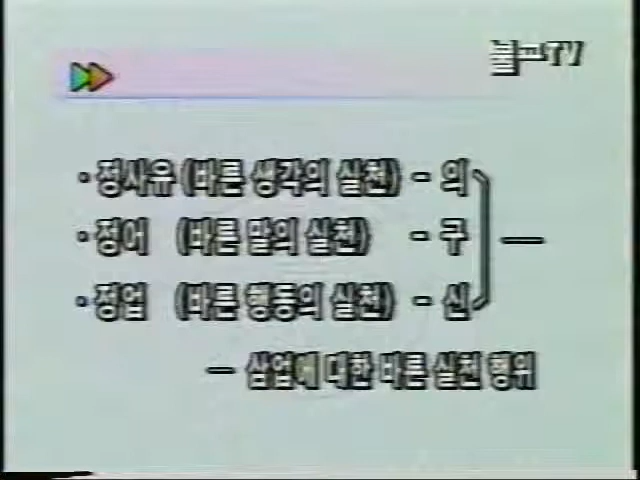 불교TV
· 정사유 (바른 생각의 실천) - 의
· 정어 (바른 말의 실천) - 구
· 정업 (바른 행동의 실천) - 신
― 삼업에 대한 바른 실천 행위